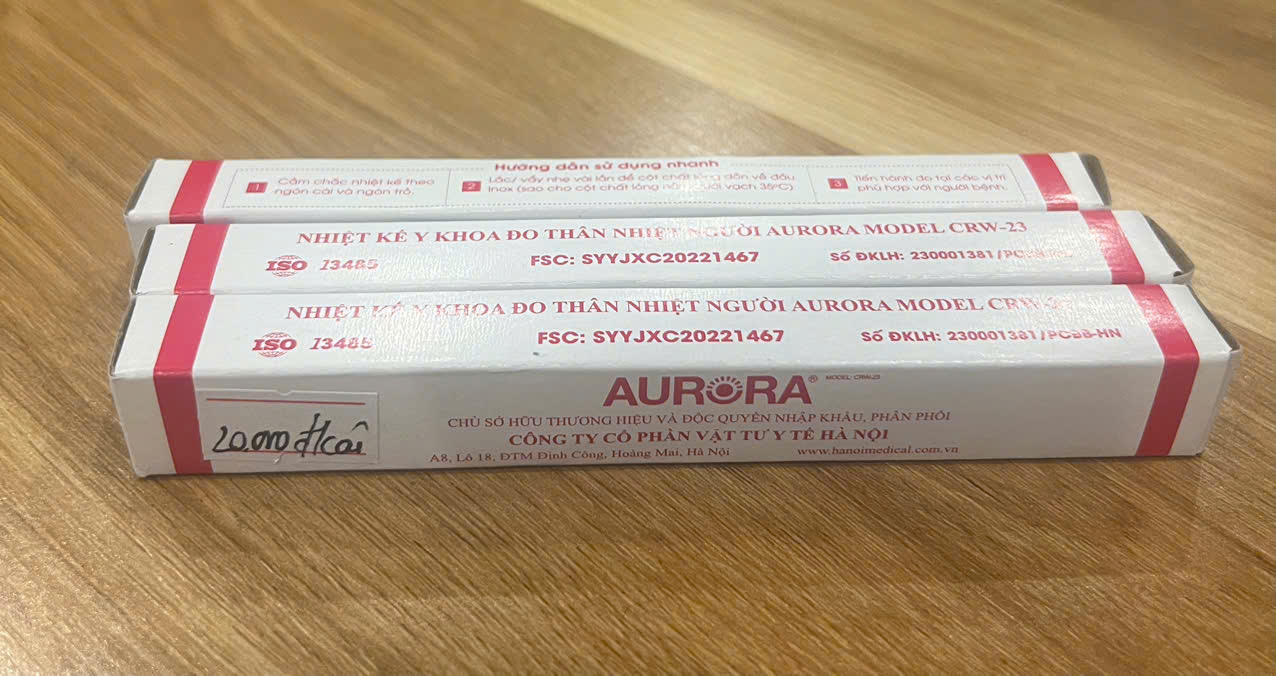 Hướng dẫn sử dụng nhanh
1 Cầm chắc nhiệt kế theo
ngón cái và ngón trỏ.
2 Lắc/ vẩy nhẹ vài lần để cột chất lỏng dồn về đầu
Inox (sao cho cột chất lỏng nằm dưới vạch 35°C)
3 Tiến hành đo tại các vị trí
phù hợp với người bệnh.
NHIỆT KẾ Y KHOA ĐO THÂN NHIỆT NGƯỜI AURORA MODEL CRW-23
ISO 13485 FSC: SYYJXC20221467 Số ĐKLH: 230001381/
NHIỆT KẾ Y KHOA ĐO THÂN NHIỆT NGƯỜI AURORA MODEL CRW-23
ISO 13485 FSC: SYYJXC20221467 Số ĐKLH: 230001381/PCBB-HN
AURORA® MODEL: CRW-23
CHỦ SỞ HỮU THƯƠNG HIỆU VÀ ĐỘC QUYỀN NHẬP KHẨU, PHÂN PHỐI
CÔNG TY CỔ PHẦN VẬT TƯ Y TẾ HÀ NỘI
A8, Lô 18, ĐTM Định Công, Hoàng Mai, Hà Nội www.hanoimedical.com.vn
20.000 đ/cái